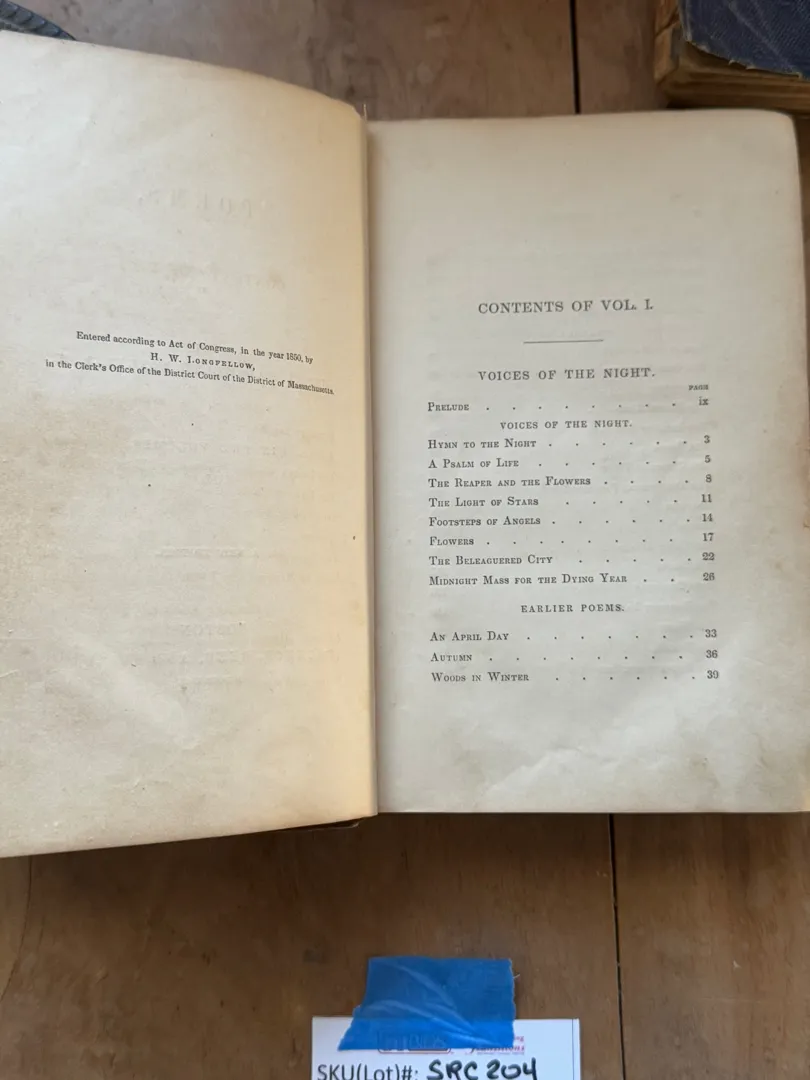 Entered according to Act of Congress, in the year 1850, by
H. W. LONGFELLOW,
in the Clerk's Office of the District Court of the District of Massachusetts.
CONTENTS OF VOL. I.
VOICES OF THE NIGHT.
PAGE
PRELUDE . . . . . . . . ix
VOICES OF THE NIGHT.
HYMN TO THE NIGHT . . . . . . 3
A PSALM OF LIFE . . . . . . 5
THE REAPER AND THE FLOWERS . . . . 8
THE LIGHT OF STARS . . . . . 11
FOOTSTEPS OF ANGELS . . . . . . 14
FLOWERS . . . . . . . . 17
THE BELEAGUERED CITY . . . . . 22
MIDNIGHT MASS FOR THE DYING YEAR . . 26
EARLIER POEMS.
AN APRIL DAY . . . . . . . 33
AUTUMN . . . . . . . . 36
WOODS IN WINTER . . . . . . 39
SKU(Lot)#: SRC 204